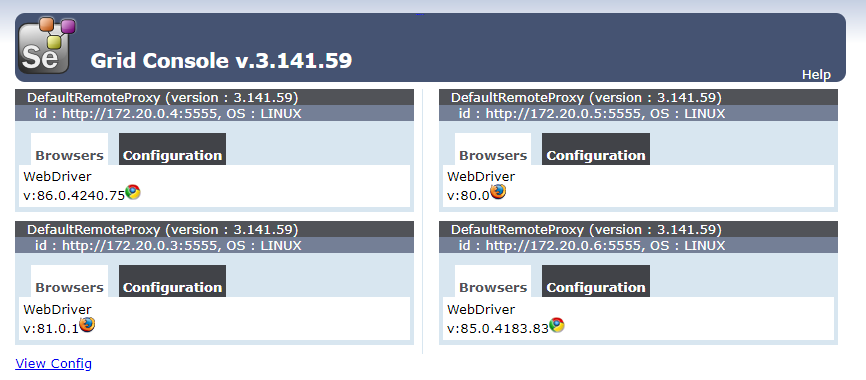 Se
Grid Console v.3.141.59
Help
DefaultRemoteProxy (version : 3.141.59)
id : http://172.20.0.4:5555, OS : LINUX
Browsers Configuration
WebDriver
v:86.0.4240.75
DefaultRemoteProxy (version : 3.141.59)
id : http://172.20.0.3:5555, OS : LINUX
Browsers Configuration
WebDriver
v:81.0.1
DefaultRemoteProxy (version : 3.141.59)
id : http://172.20.0.5:5555, OS : LINUX
Browsers Configuration
WebDriver
v:80.0
DefaultRemoteProxy (version : 3.141.59)
id : http://172.20.0.6:5555, OS : LINUX
Browsers Configuration
WebDriver
v:85.0.4183.83
View Config